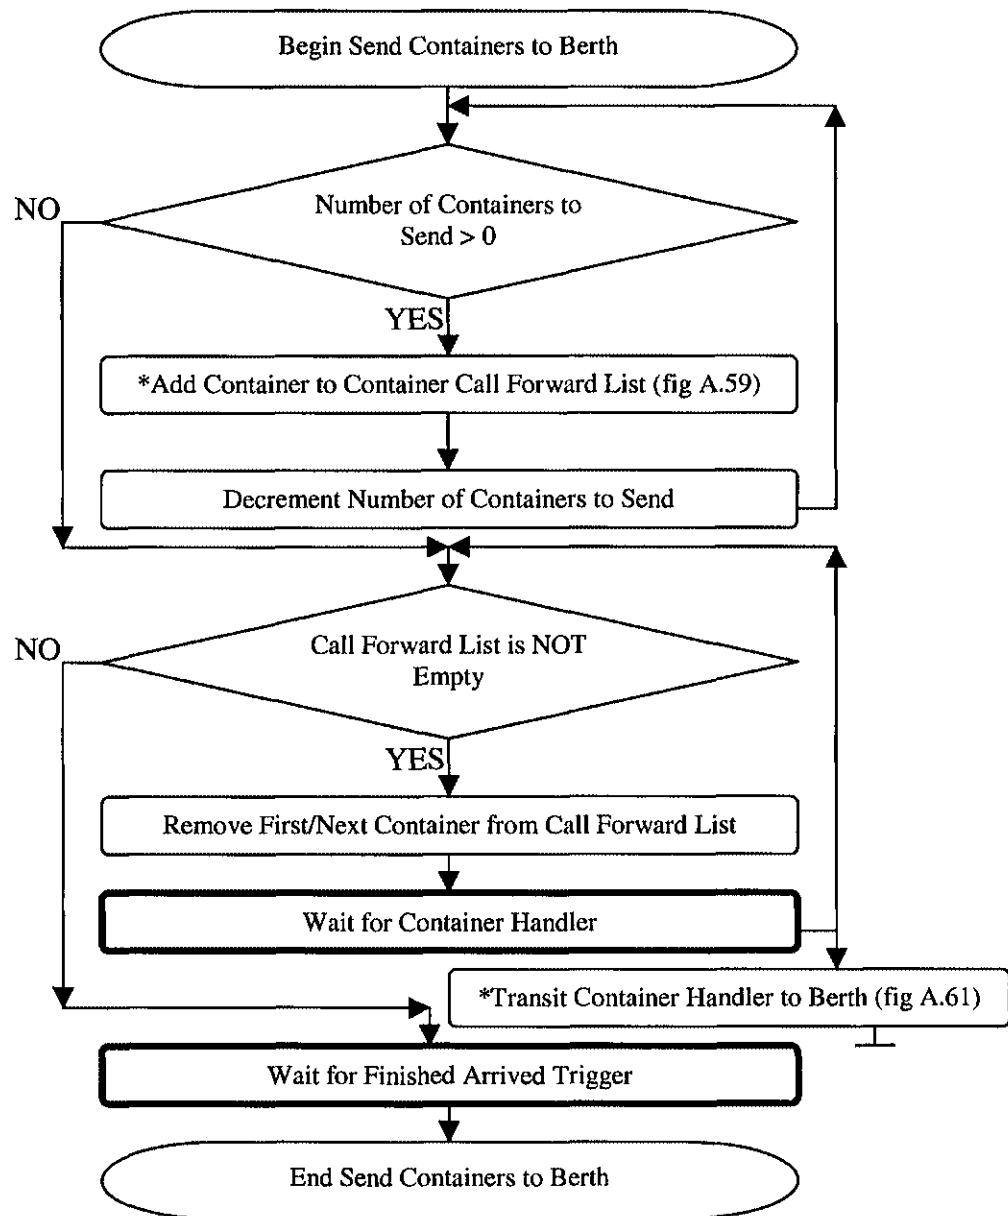 Begin Send Containers to Berth
NO
Number of Containers to
Send > 0
YES
*Add Container to Container Call Forward List (fig A.59)
Decrement Number of Containers to Send
NO
Call Forward List is NOT
Empty
YES
Remove First/Next Container from Call Forward List
Wait for Container Handler
*Transit Container Handler to Berth (fig A.61)
Wait for Finished Arrived Trigger
End Send Containers to Berth